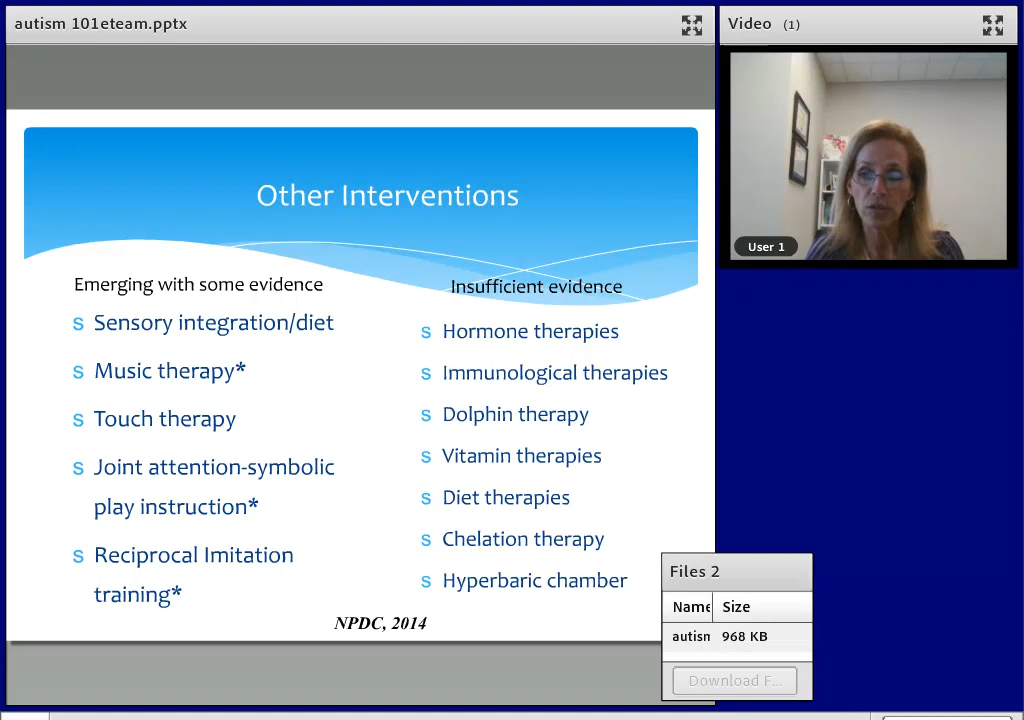 autism 101eteam.pptx
Video (1)
User 1
Other Interventions
Emerging with some evidence
s Sensory integration/diet
s Music therapy*
s Touch therapy
s Joint attention-symbolic
play instruction*
s Reciprocal Imitation
training*
Insufficient evidence
s Hormone therapies
s Immunological therapies
s Dolphin therapy
s Vitamin therapies
s Diet therapies
s Chelation therapy
s Hyperbaric chamber
NPDC, 2014
Files 2
Name Size
autism 968 KB
Download F...